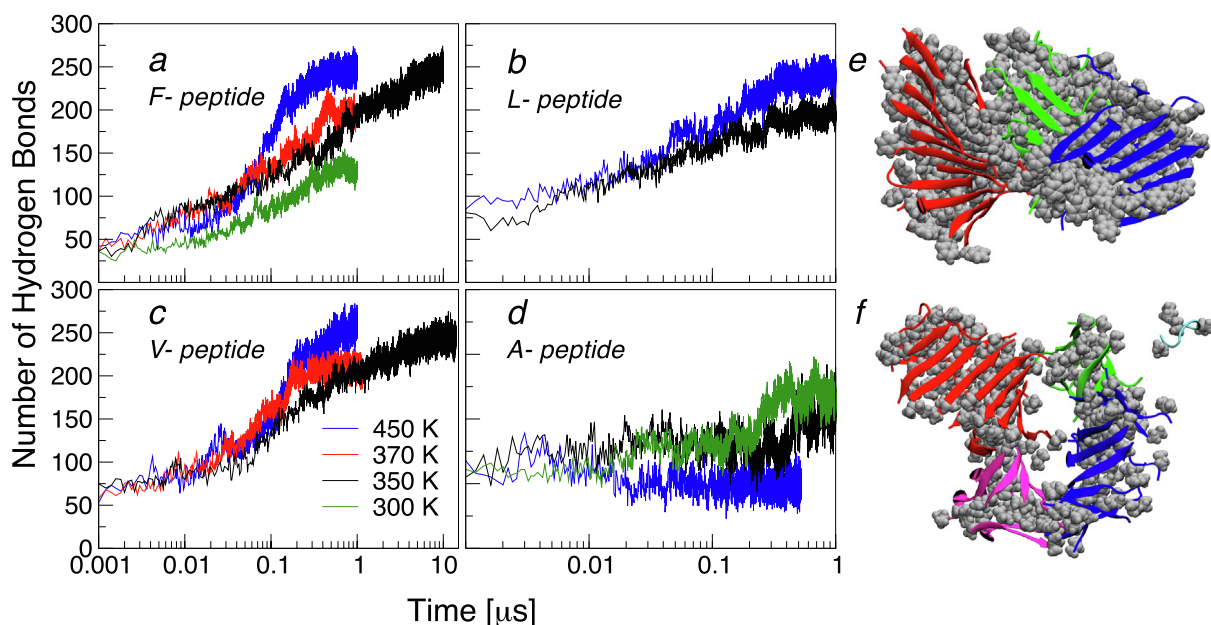 Number of Hydrogen Bonds
300
250
200
150
100
50
0
a
F- peptide
b
L- peptide
e
300
250
200
150
100
50
0
c
V- peptide
450 K
370 K
350 K
300 K
d
A- peptide
f
0.001 0.01 0.1 1 10
0.01 0.1 1
Time [μs]